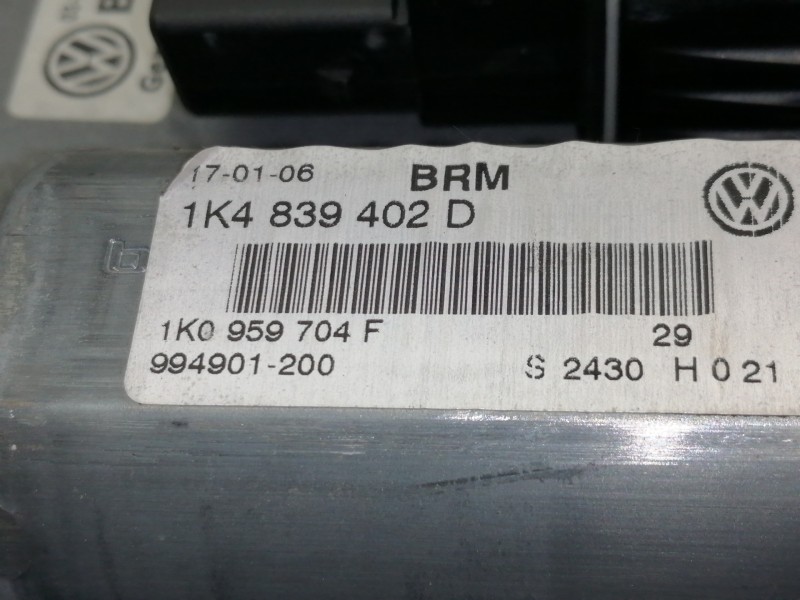 17-01-06 BRM
1K4 839 402 D
1K0 959 704 F 29
994901-200 S 2430 H 0 21